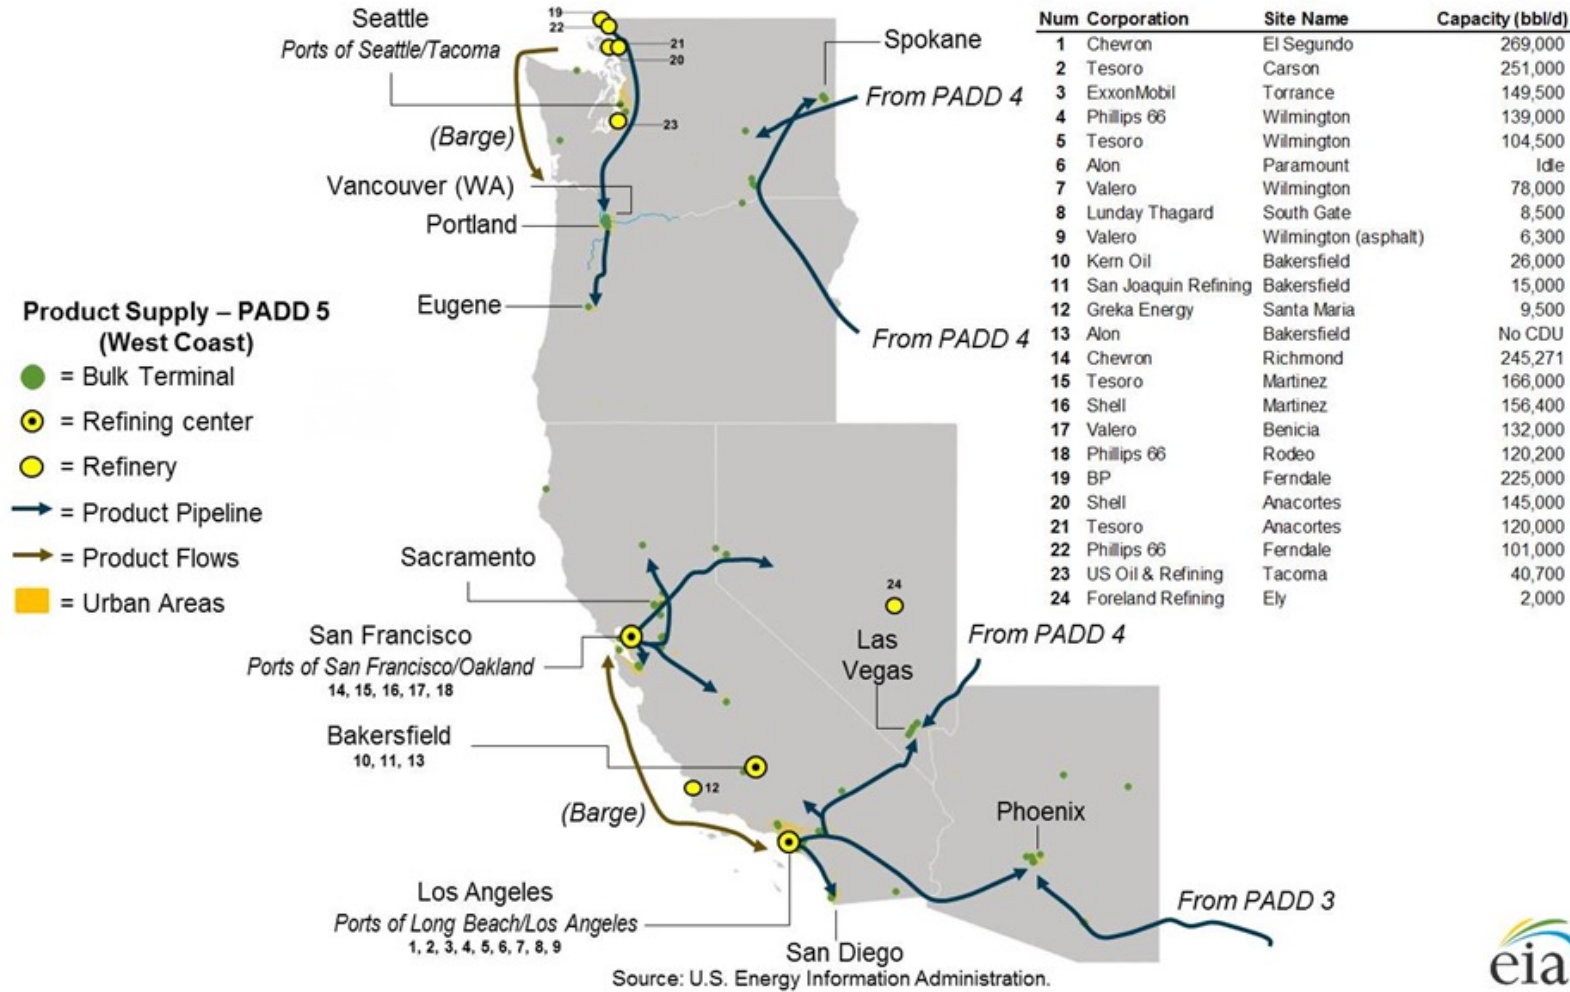 Seattle
Ports of Seattle/Tacoma
19
22
21
20
23
Spokane
From PADD 4
(Barge)
Vancouver (WA)
Portland
Eugene
From PADD 4
Product Supply – PADD 5
(West Coast)
= Bulk Terminal
= Refining center
= Refinery
= Product Pipeline
= Product Flows
= Urban Areas
Sacramento
San Francisco
Ports of San Francisco/Oakland
14, 15, 16, 17, 18
Bakersfield
10, 11, 13
12
(Barge)
24
Las
Vegas
From PADD 4
Phoenix
From PADD 3
Los Angeles
Ports of Long Beach/Los Angeles
1, 2, 3, 4, 5, 6, 7, 8, 9
San Diego
Source: U.S. Energy Information Administration.
Num Corporation Site Name Capacity (bbl/d)
1 Chevron El Segundo 269,000
2 Tesoro Carson 251,000
3 ExxonMobil Torrance 149,500
4 Phillips 66 Wilmington 139,000
5 Tesoro Wilmington 104,500
6 Alon Paramount Idle
7 Valero Wilmington 78,000
8 Lunday Thagard South Gate 8,500
9 Valero Wilmington (asphalt) 6,300
10 Kern Oil Bakersfield 26,000
11 San Joaquin Refining Bakersfield 15,000
12 Greka Energy Santa Maria 9,500
13 Alon Bakersfield No CDU
14 Chevron Richmond 245,271
15 Tesoro Martinez 166,000
16 Shell Martinez 156,400
17 Valero Benicia 132,000
18 Phillips 66 Rodeo 120,200
19 BP Ferndale 225,000
20 Shell Anacortes 145,000
21 Tesoro Anacortes 120,000
22 Phillips 66 Ferndale 101,000
23 US Oil & Refining Tacoma 40,700
24 Foreland Refining Ely 2,000
eia